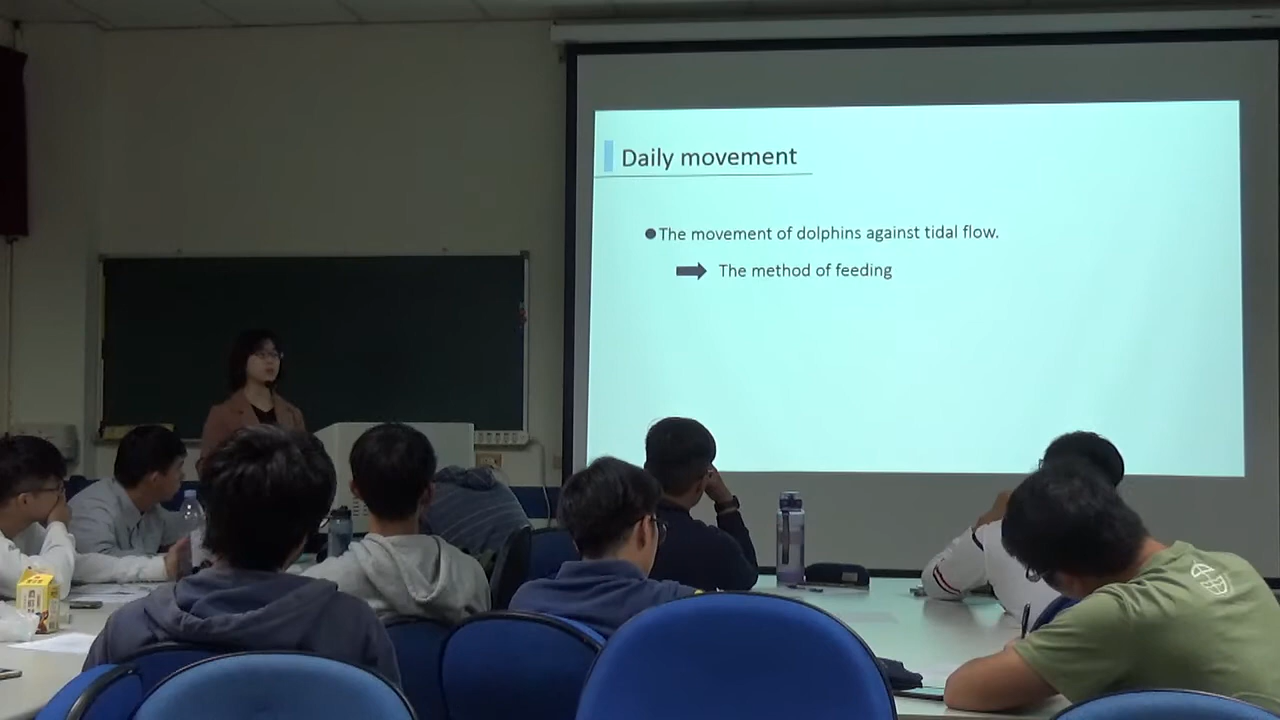 Daily movement
●The movement of dolphins against tidal flow.
The method of feeding